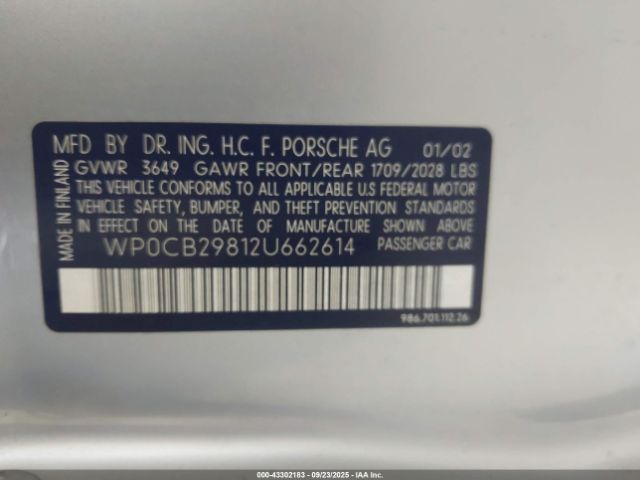 MFD BY DR. ING. H.C. F. PORSCHE AG 01/02
GVWR 3649 GAWR FRONT/REAR 1709/2028 LBS
THIS VEHICLE CONFORMS TO ALL APPLICABLE U.S FEDERAL MOTOR
VEHICLE SAFETY, BUMPER, AND THEFT PREVENTION STANDARDS
IN EFFECT ON THE DATE OF MANUFACTURE AS SHOWN ABOVE
WP0CB29812U662614 PASSENGER CAR
MADE IN FINLAND
986.701.112.26
000-43302183 - 09/23/2025 - IAA Inc.